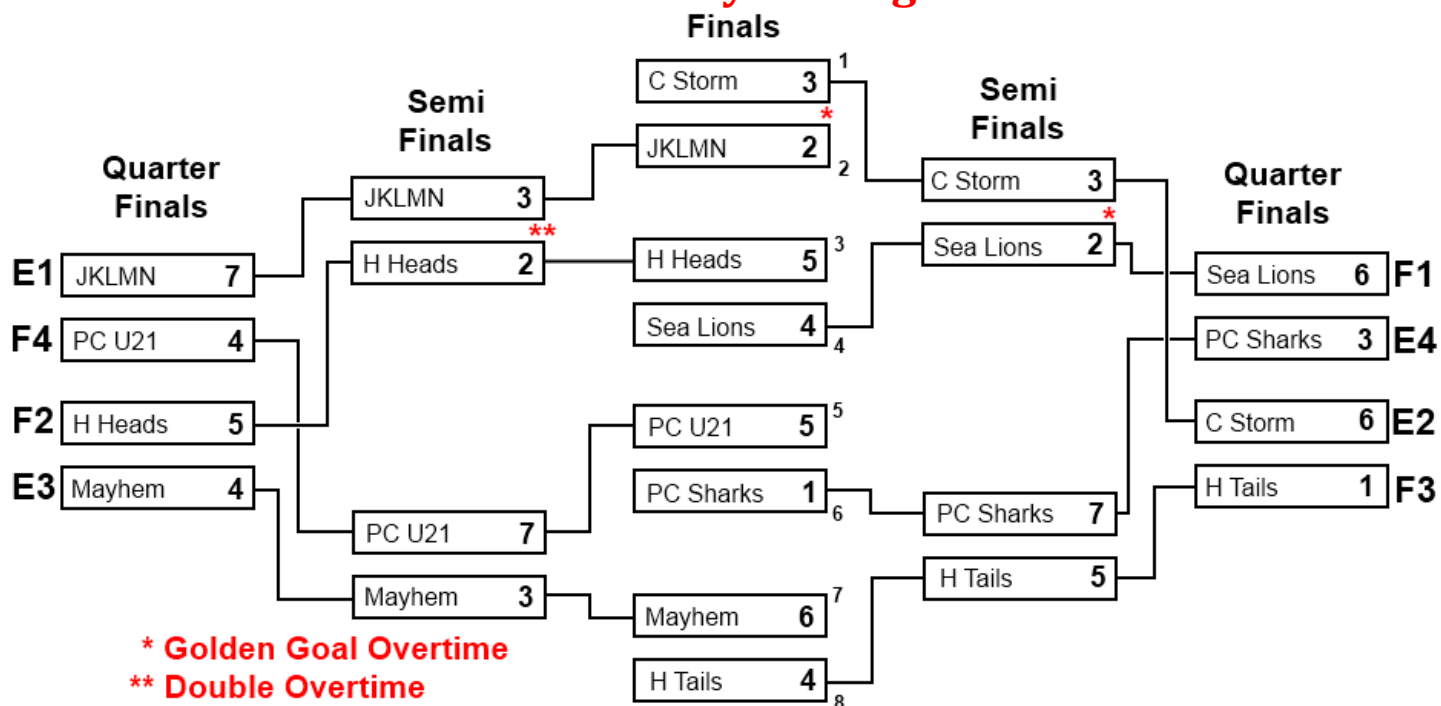 Finals
C Storm 3 1
*
JKLMN 2 2
H Heads 5 3
Sea Lions 4 4
PC U21 5 5
PC Sharks 1 6
Mayhem 6 7
H Tails 4 8
Semi
Finals
JKLMN 3
**
H Heads 2
PC U21 7
Mayhem 3
Quarter
Finals
E1 JKLMN 7
F4 PC U21 4
F2 H Heads 5
E3 Mayhem 4
Semi
Finals
C Storm 3
*
Sea Lions 2
PC Sharks 7
H Tails 5
Quarter
Finals
Sea Lions 6 F1
PC Sharks 3 E4
C Storm 6 E2
H Tails 1 F3
* Golden Goal Overtime
** Double Overtime